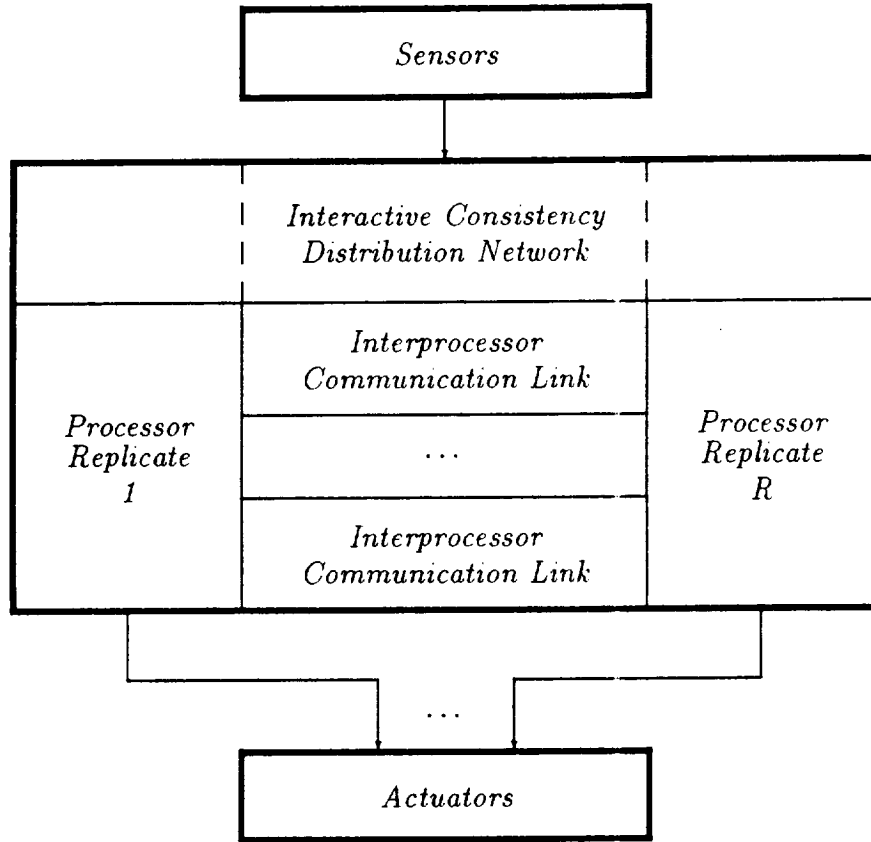 Sensors
Interactive Consistency
Distribution Network
Interprocessor
Communication Link
Processor
Replicate
1
...
Processor
Replicate
R
Interprocessor
Communication Link
...
Actuators